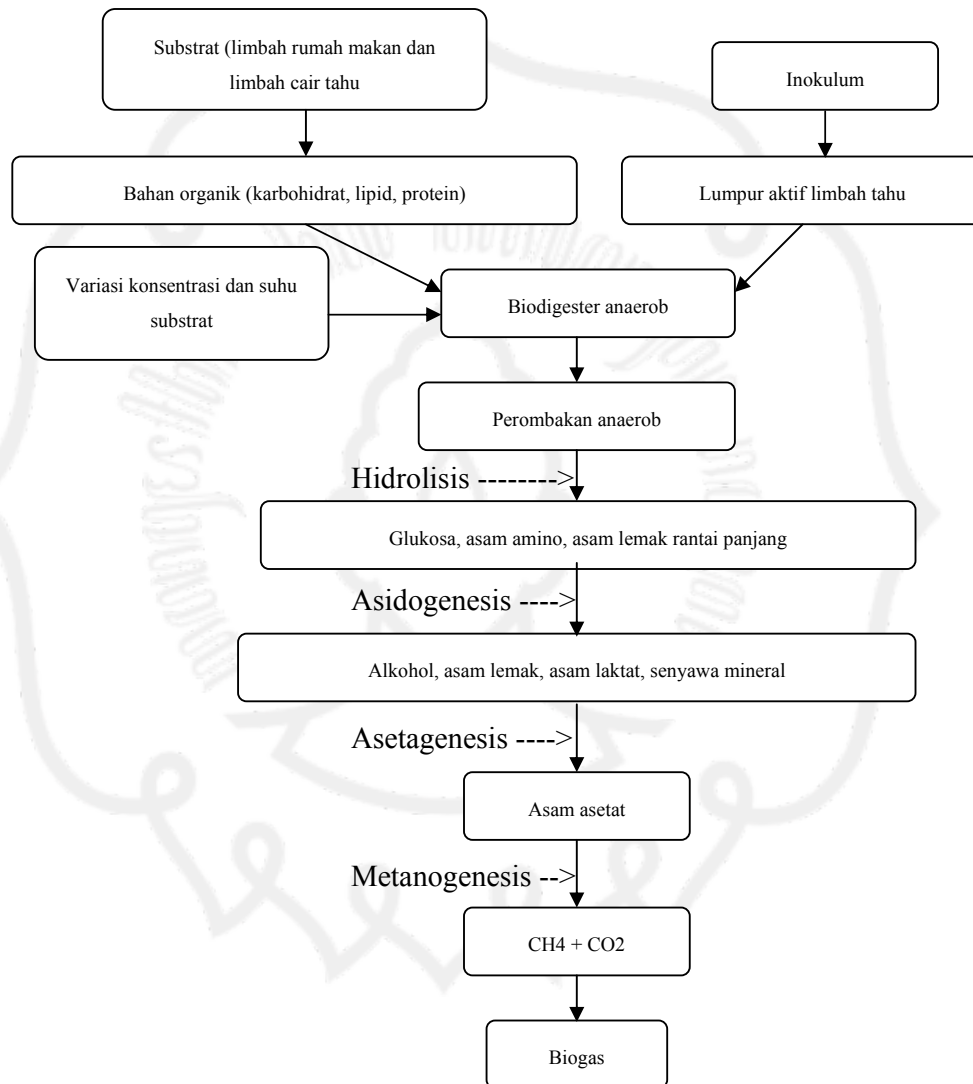 Substrat (limbah rumah makan dan
limbah cair tahu
Inokulum
Bahan organik (karbohidrat, lipid, protein)
Lumpur aktif limbah tahu
Variasi konsentrasi dan suhu
substrat
Biodigester anaerob
Perombakan anaerob
Hidrolisis -------->
Glukosa, asam amino, asam lemak rantai panjang
Asidogenesis ---->
Alkohol, asam lemak, asam laktat, senyawa mineral
Asetagenesis ---->
Asam asetat
Metanogenesis -->
CH4 + CO2
Biogas